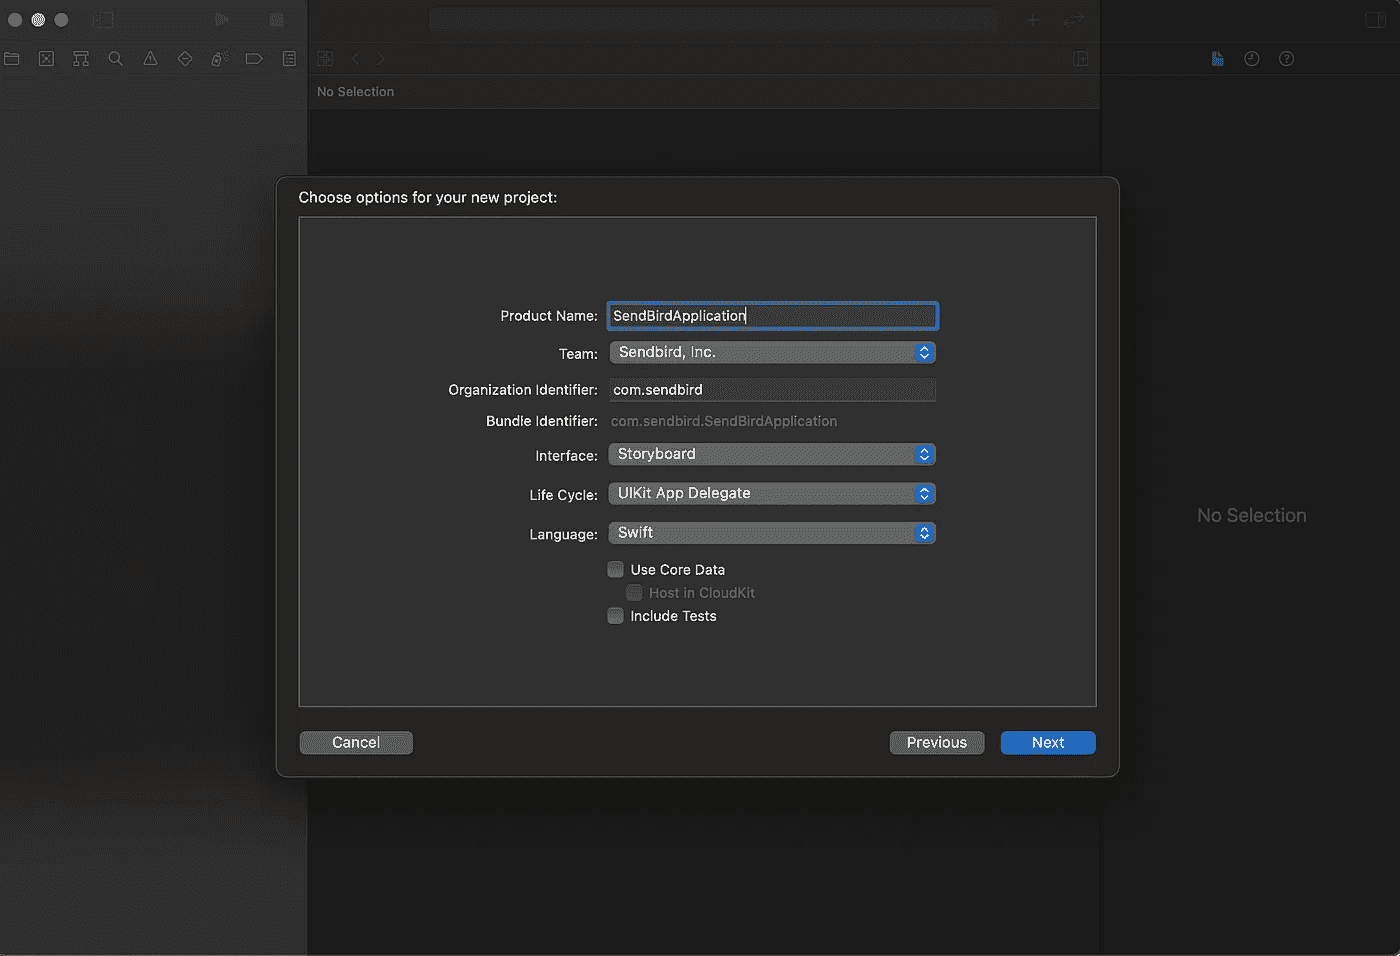 No Selection
Choose options for your new project:
Product Name: SendBirdApplication
Team: Sendbird, Inc.
Organization Identifier: com.sendbird
Bundle Identifier: com.sendbird.SendBirdApplication
Interface: Storyboard
Life Cycle: UIKit App Delegate
No Selection
Language: Swift
Use Core Data
Host in CloudKit
Include Tests
Cancel Previous Next